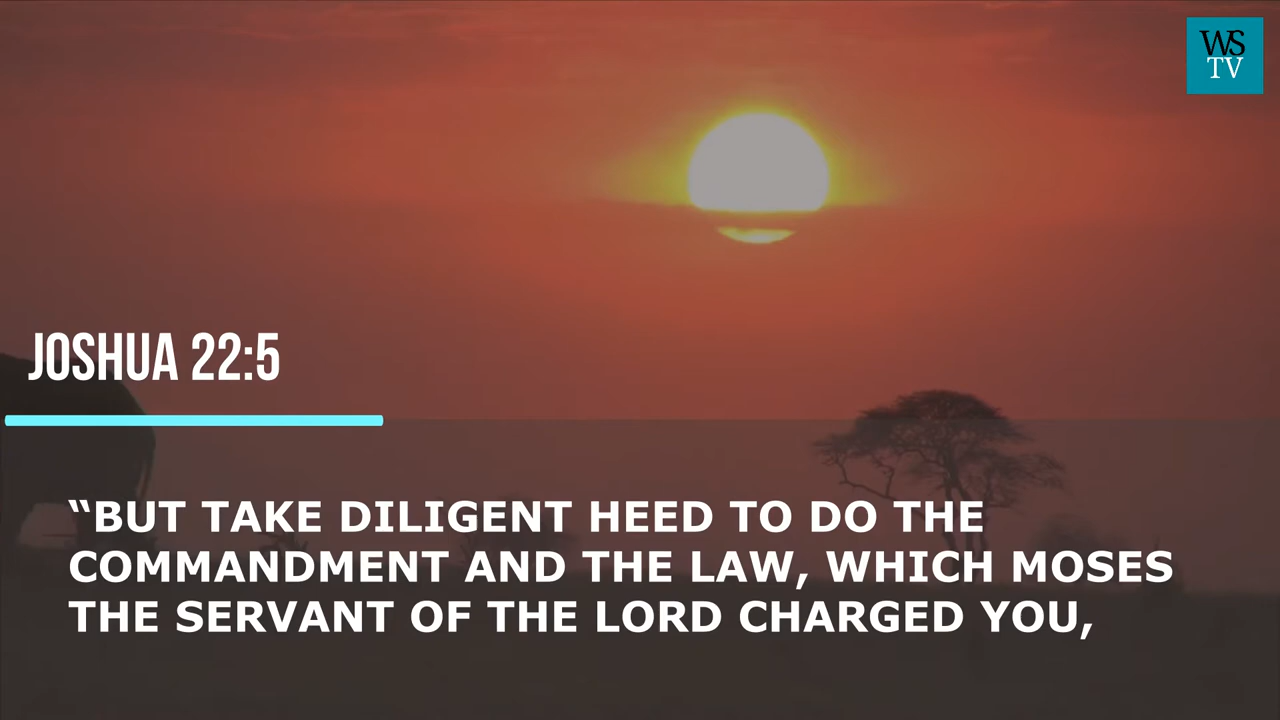 WS
TV
JOSHUA 22:5
“BUT TAKE DILIGENT HEED TO DO THE
COMMANDMENT AND THE LAW, WHICH MOSES
THE SERVANT OF THE LORD CHARGED YOU,